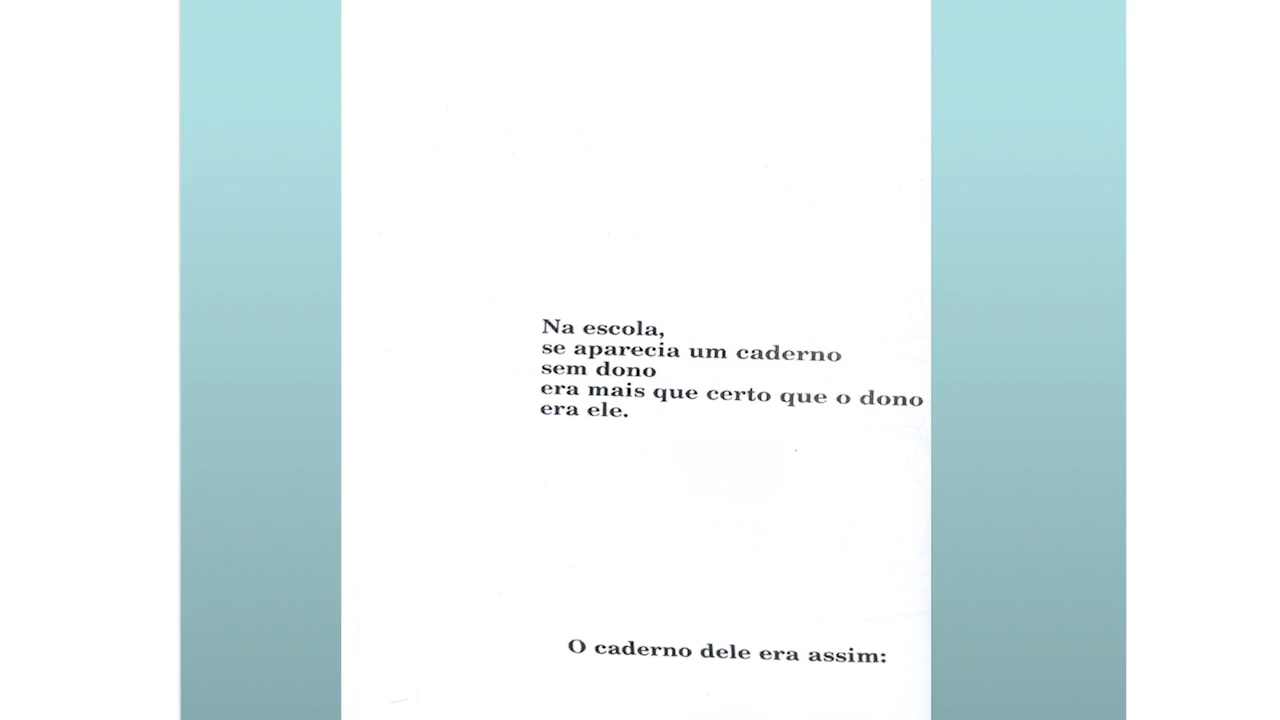 Na escola,
se aparecia um caderno
sem dono
era mais que certo que o dono
era ele.
O caderno dele era assim: